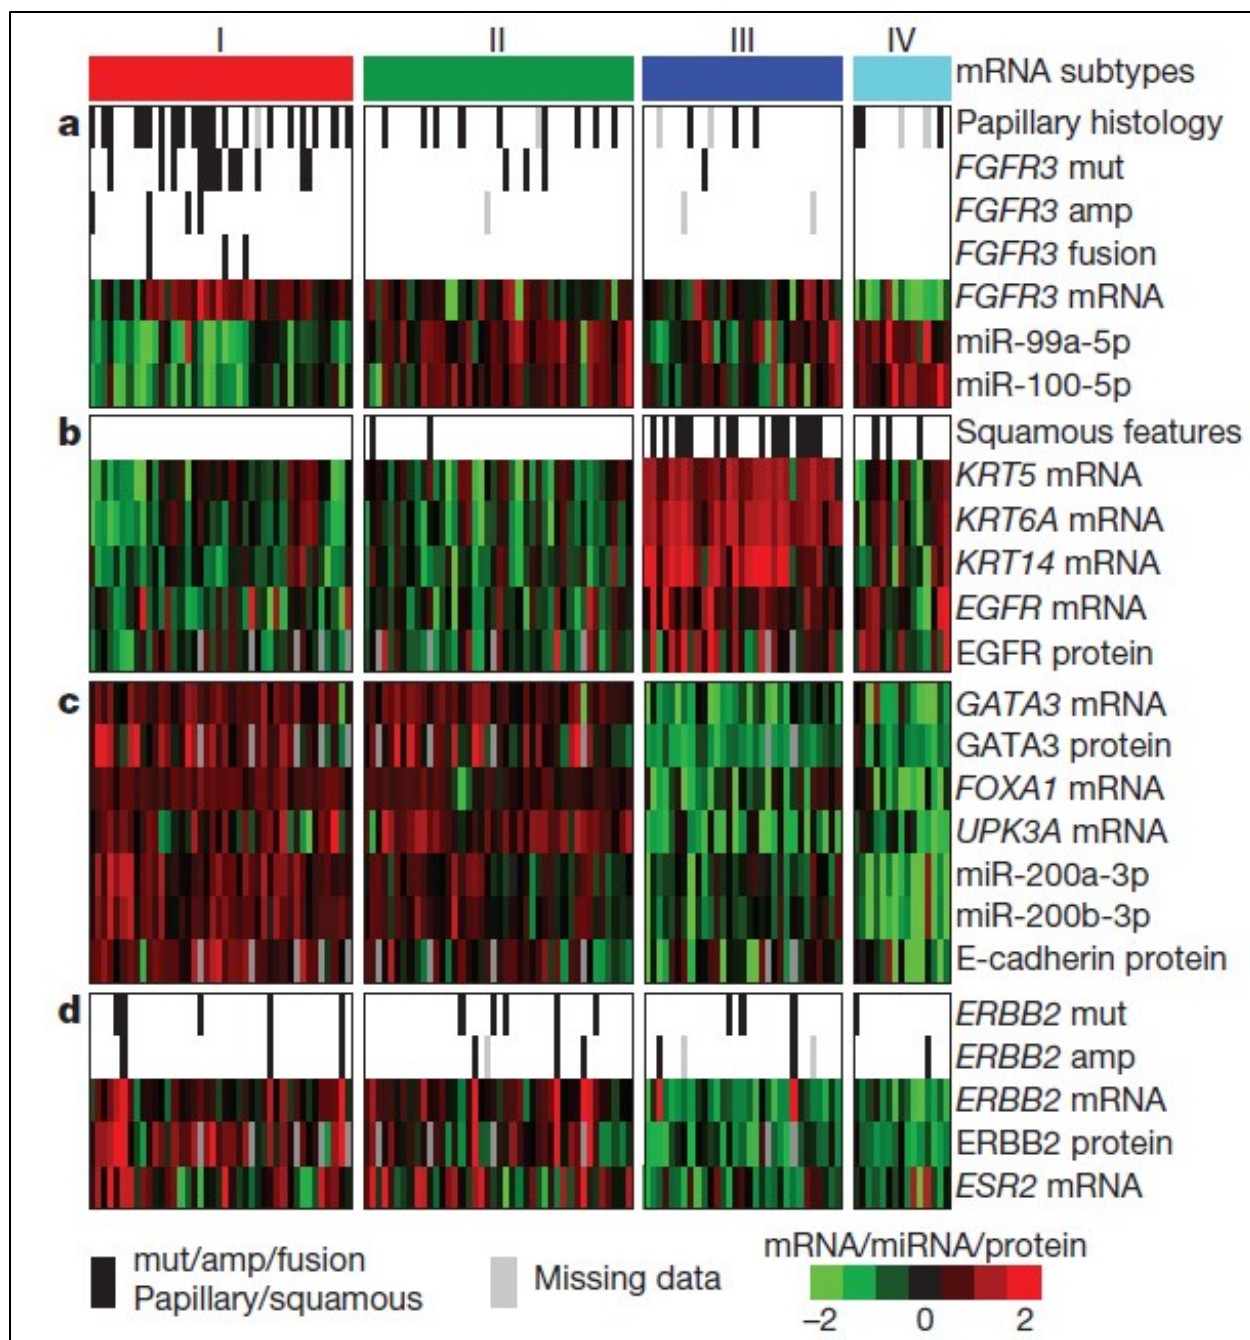 I II III IV
mRNA subtypes
a
Papillary histology
FGFR3 mut
FGFR3 amp
FGFR3 fusion
FGFR3 mRNA
miR-99a-5p
miR-100-5p
b
Squamous features
KRT5 mRNA
KRT6A mRNA
KRT14 mRNA
EGFR mRNA
EGFR protein
c
GATA3 mRNA
GATA3 protein
FOXA1 mRNA
UPK3A mRNA
miR-200a-3p
miR-200b-3p
E-cadherin protein
d
ERBB2 mut
ERBB2 amp
ERBB2 mRNA
ERBB2 protein
ESR2 mRNA
mut/amp/fusion
Papillary/squamous
Missing data
mRNA/miRNA/protein
–2 0 2